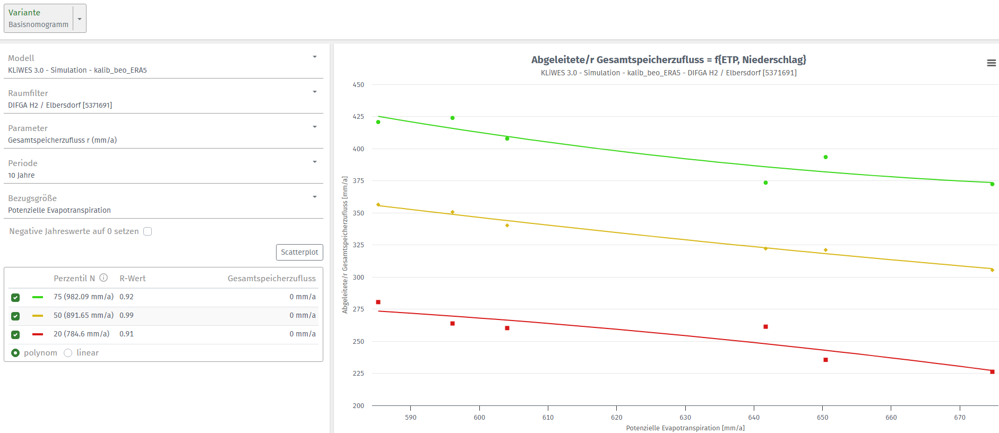 Variante
Basisnomogramm
Modell
KLiWES 3.0 - Simulation - kalib_beo_ERA5
Raumfilter
DIFGA H2 / Elbersdorf [5371691]
Parameter
Gesamtspeicherzufluss r (mm/a)
Periode
10 Jahre
Bezugsgröße
Potenzielle Evapotranspiration
Negative Jahreswerte auf 0 setzen
Scatterplot
Perzentil N R-Wert Gesamtspeicherzufluss
75 (982.09 mm/a) 0.92 0 mm/a
50 (891.65 mm/a) 0.99 0 mm/a
20 (784.6 mm/a) 0.91 0 mm/a
polynom linear
Abgeleitete/r Gesamtspeicherzufluss = f{ETP, Niederschlag}
KLiWES 3.0 - Simulation - kalib_beo_ERA5 - DIFGA H2 / Elbersdorf [5371691]
Abgeleitete/r Gesamtspeicherzufluss [mm/a]
450
425
400
375
350
325
300
275
250
225
200
590 600 610 620 630 640 650 660 670
Potenzielle Evapotranspiration [mm/a]